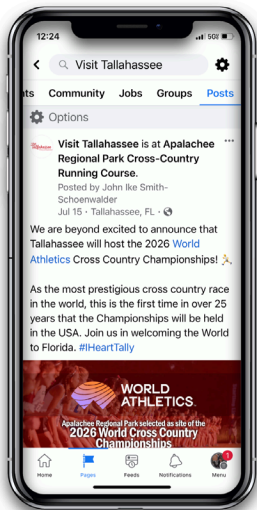 12:24
5G
Visit Tallahassee
ts Community Jobs Groups Posts
Options
Visit Tallahassee is at Apalachee
Regional Park Cross-Country
Running Course.
Posted by John Ike Smith-
Schoenwalder
Jul 15 · Tallahassee, FL ·
We are beyond excited to announce that
Tallahassee will host the 2026 World
Athletics Cross Country Championships! 🏃
As the most prestigious cross country race
in the world, this is the first time in over 25
years that the Championships will be held
in the USA. Join us in welcoming the World
to Florida. #IHeartTally
WORLD
ATHLETICS.
Apalachee Regional Park selected as site of the
2026 World Cross Country
Championships
1
Home Pages Feeds Notifications Menu